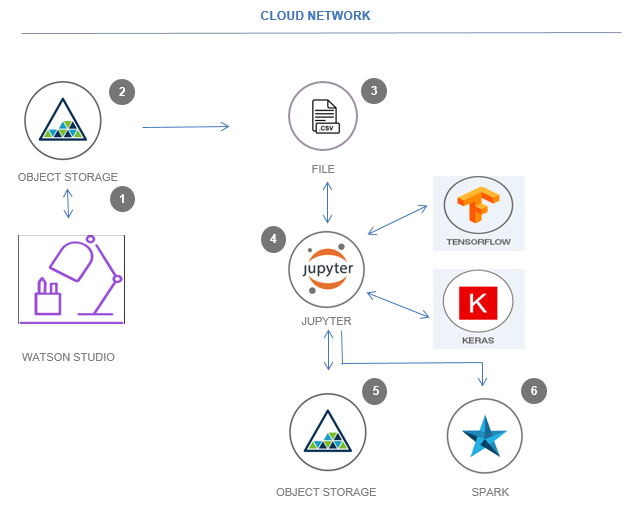 CLOUD NETWORK
2
3
.CSV
OBJECT STORAGE
FILE
1
4
TENSORFLOW
jupyter
JUPYTER
K
KERAS
WATSON STUDIO
5
6
OBJECT STORAGE
SPARK